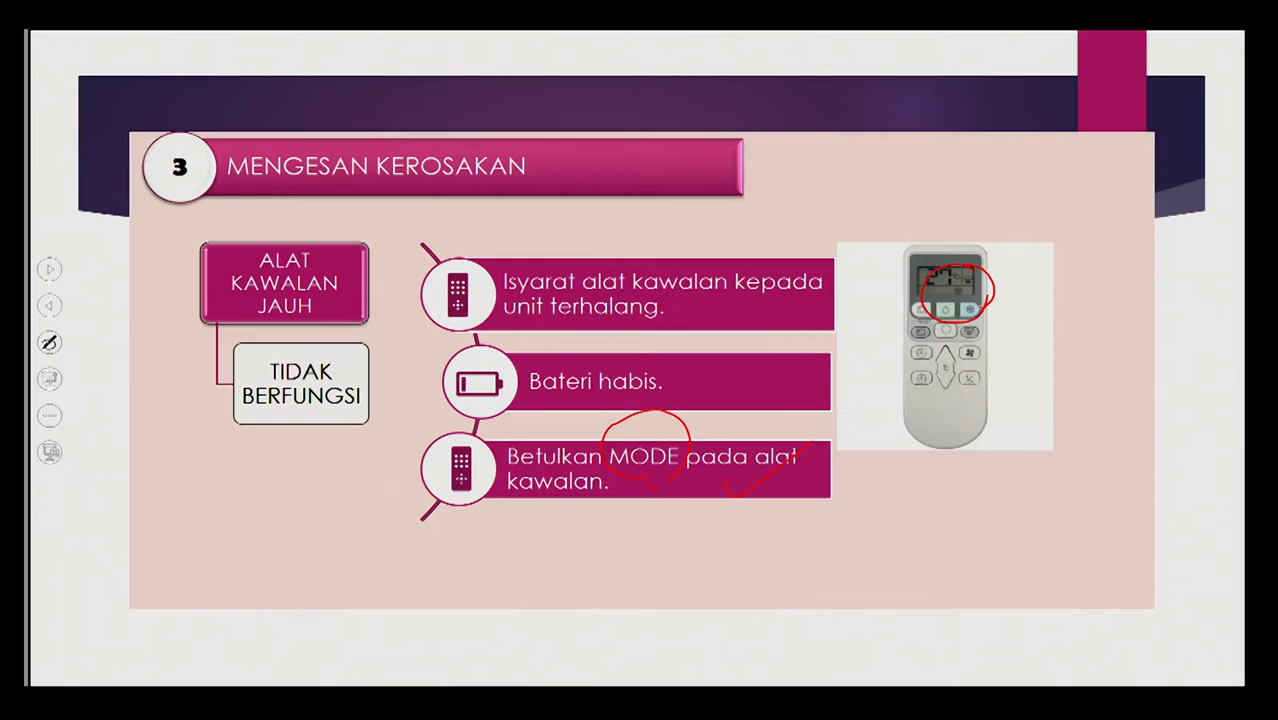 3
MENGESAN KEROSAKAN
ALAT
KAWALAN
JAUH
TIDAK
BERFUNGSI
Isyarat alat kawalan kepada
unit terhalang.
Bateri habis.
Betulkan MODE pada alat
kawalan.